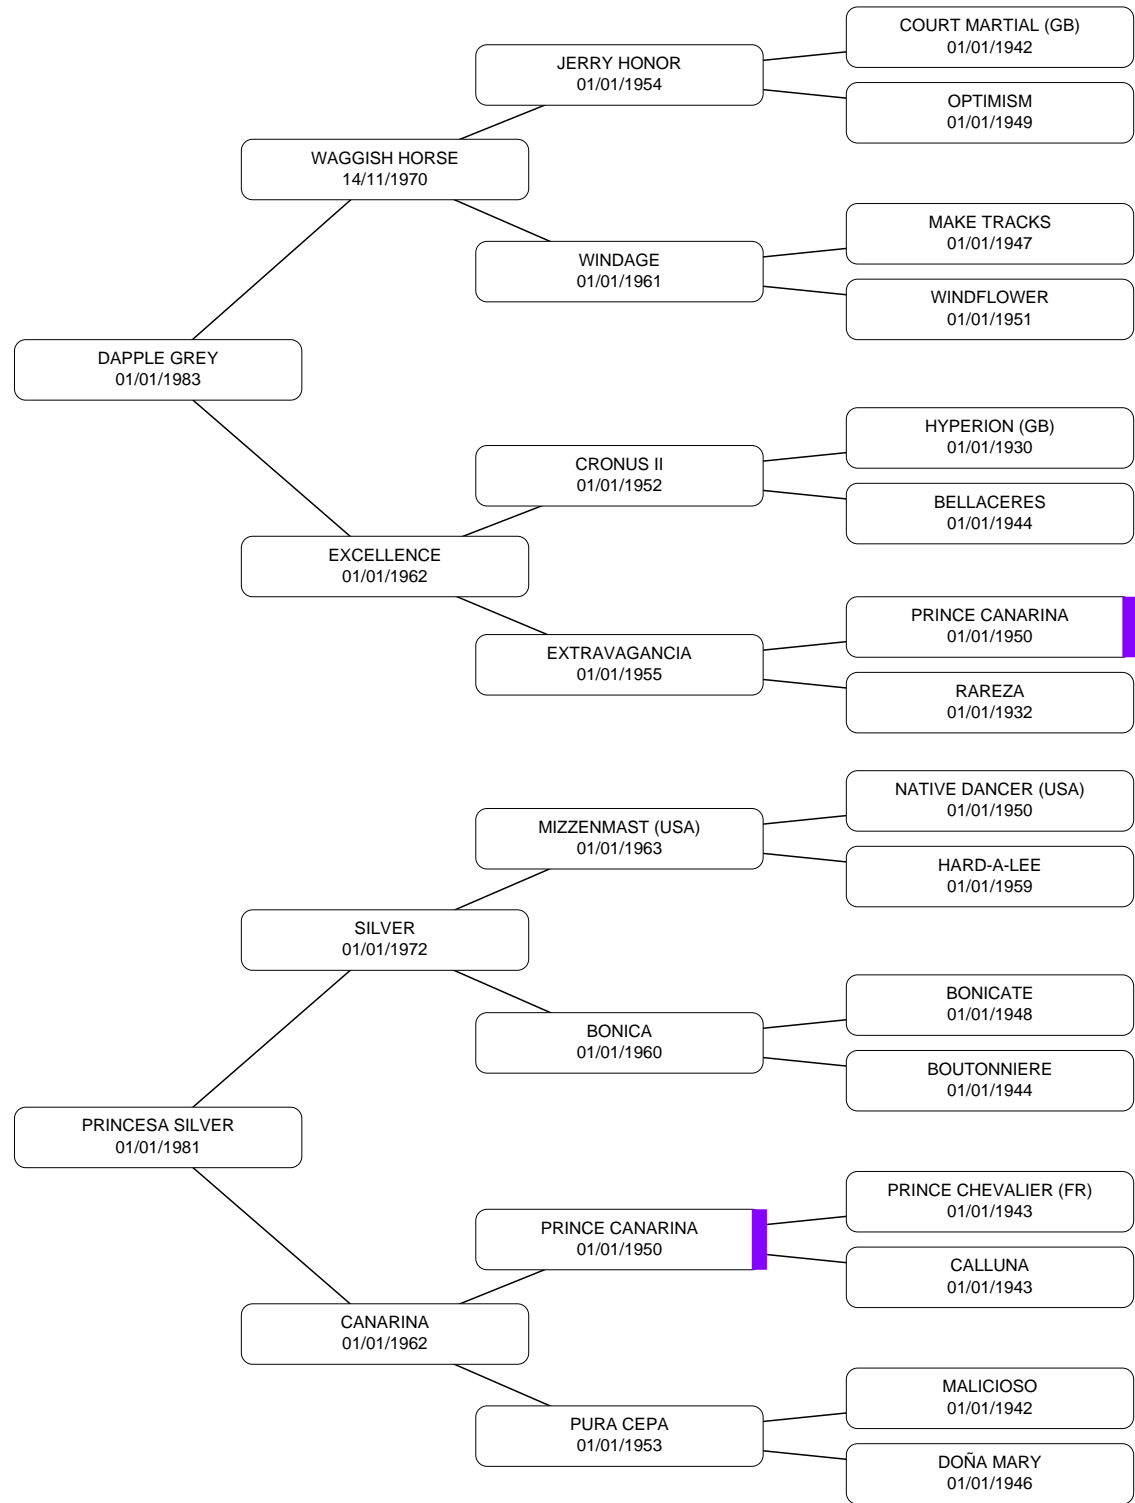 COURT MARTIAL (GB)
01/01/1942
JERRY HONOR
01/01/1954
OPTIMISM
01/01/1949
WAGGISH HORSE
14/11/1970
MAKE TRACKS
01/01/1947
WINDAGE
01/01/1961
WINDFLOWER
01/01/1951
DAPPLE GREY
01/01/1983
HYPERION (GB)
01/01/1930
CRONUS II
01/01/1952
BELLACERES
01/01/1944
EXCELLENCE
01/01/1962
PRINCE CANARINA
01/01/1950
EXTRAVAGANCIA
01/01/1955
RAREZA
01/01/1932
NATIVE DANCER (USA)
01/01/1950
MIZZENMAST (USA)
01/01/1963
HARD-A-LEE
01/01/1959
SILVER
01/01/1972
BONICATE
01/01/1948
BONICA
01/01/1960
BOUTONNIERE
01/01/1944
PRINCESA SILVER
01/01/1981
PRINCE CHEVALIER (FR)
01/01/1943
PRINCE CANARINA
01/01/1950
CALLUNA
01/01/1943
CANARINA
01/01/1962
MALICIOSO
01/01/1942
PURA CEPA
01/01/1953
DOÑA MARY
01/01/1946